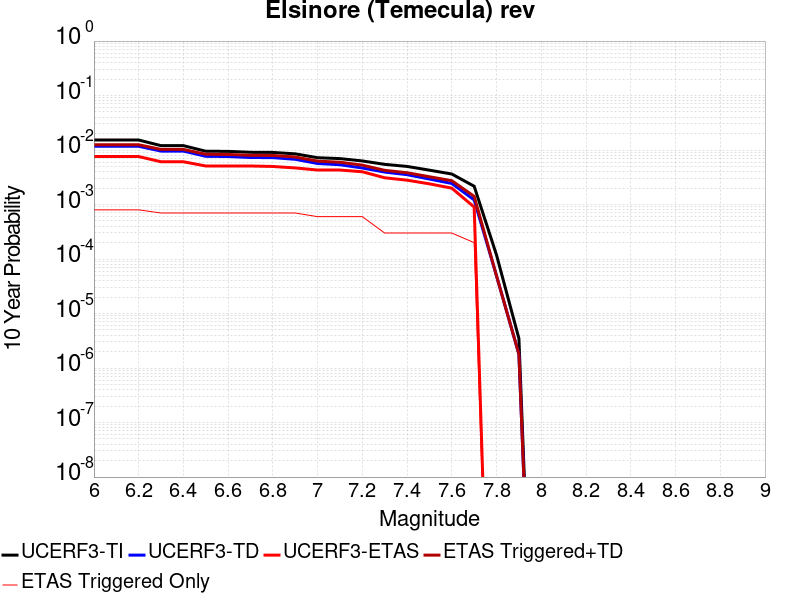 Elsinore (Temecula) rev
10^0
10^-1
10^-2
10^-3
10^-4
10^-5
10^-6
10^-7
10^-8
10 Year Probability
6 6.2 6.4 6.6 6.8 7 7.2 7.4 7.6 7.8 8 8.2 8.4 8.6 8.8 9
Magnitude
UCERF3-TI UCERF3-TD UCERF3-ETAS ETAS Triggered+TD
ETAS Triggered Only